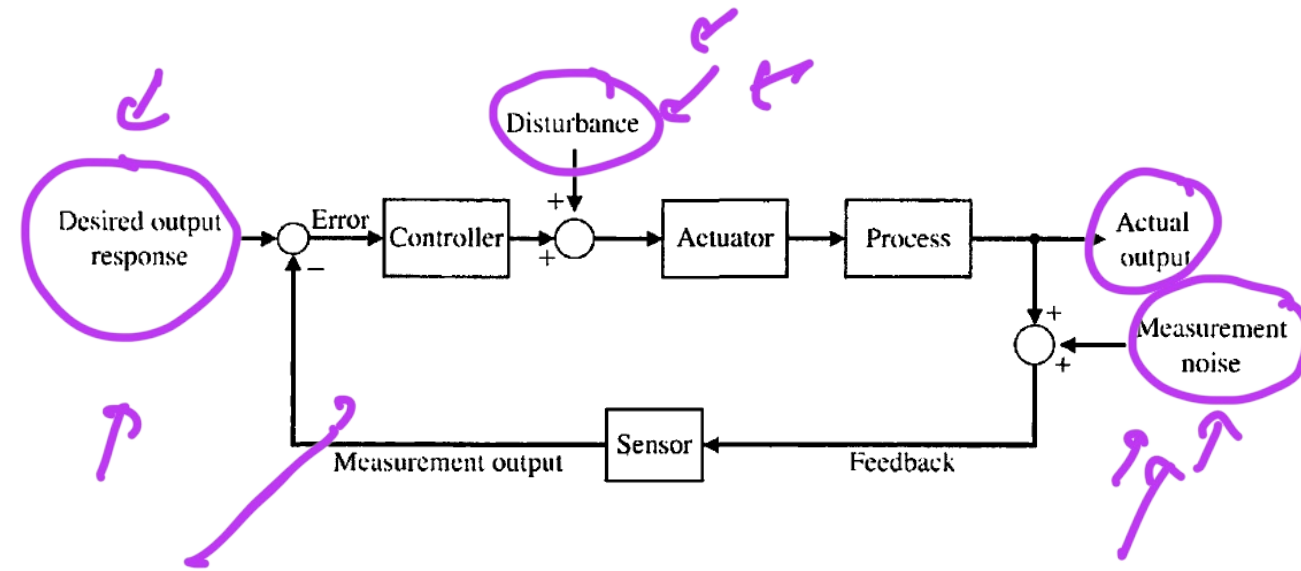 Disturbance
+
Desired output
response
Error
Controller
+
Actuator
Process
Actual
output
−
+
Measurement
noise
+
Sensor
Measurement output
Feedback